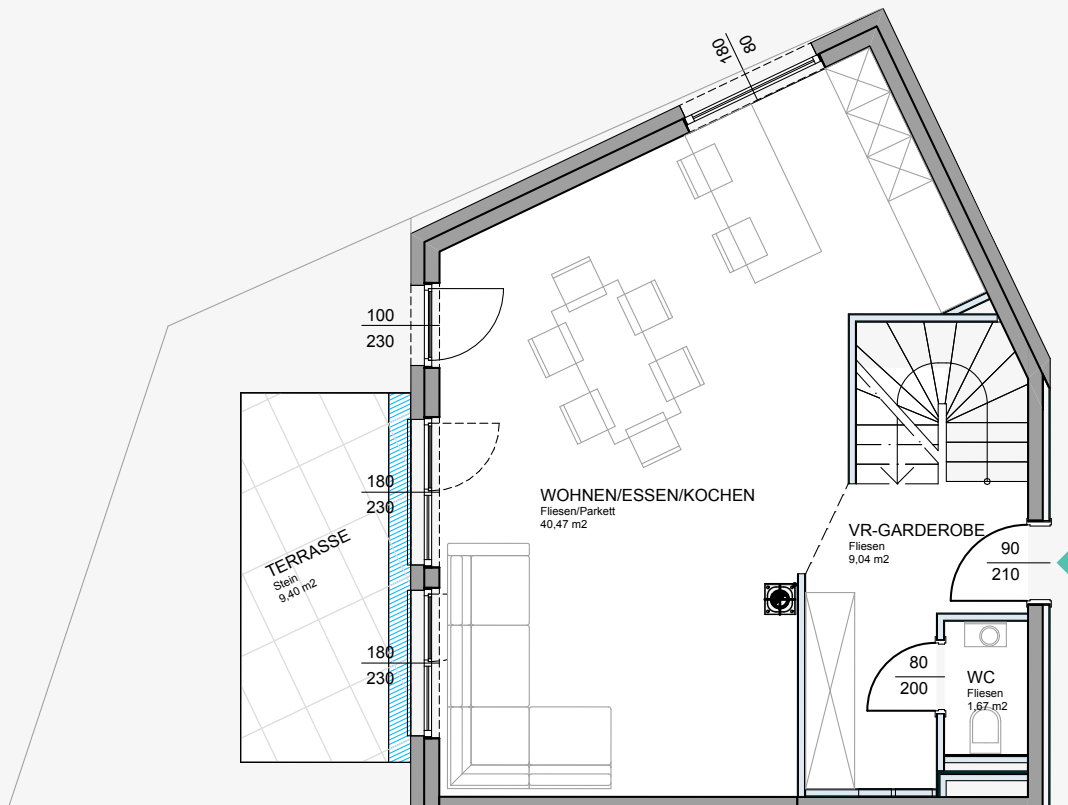 80
180
100
230
180
230
WOHNEN/ESSEN/KOCHEN
Fliesen/Parkett
40,47 m2
VR-GARDEROBE
Fliesen
9,04 m2
90
210
TERRASSE
Stein
9,40 m2
180
230
80
200
WC
Fliesen
1,67 m2